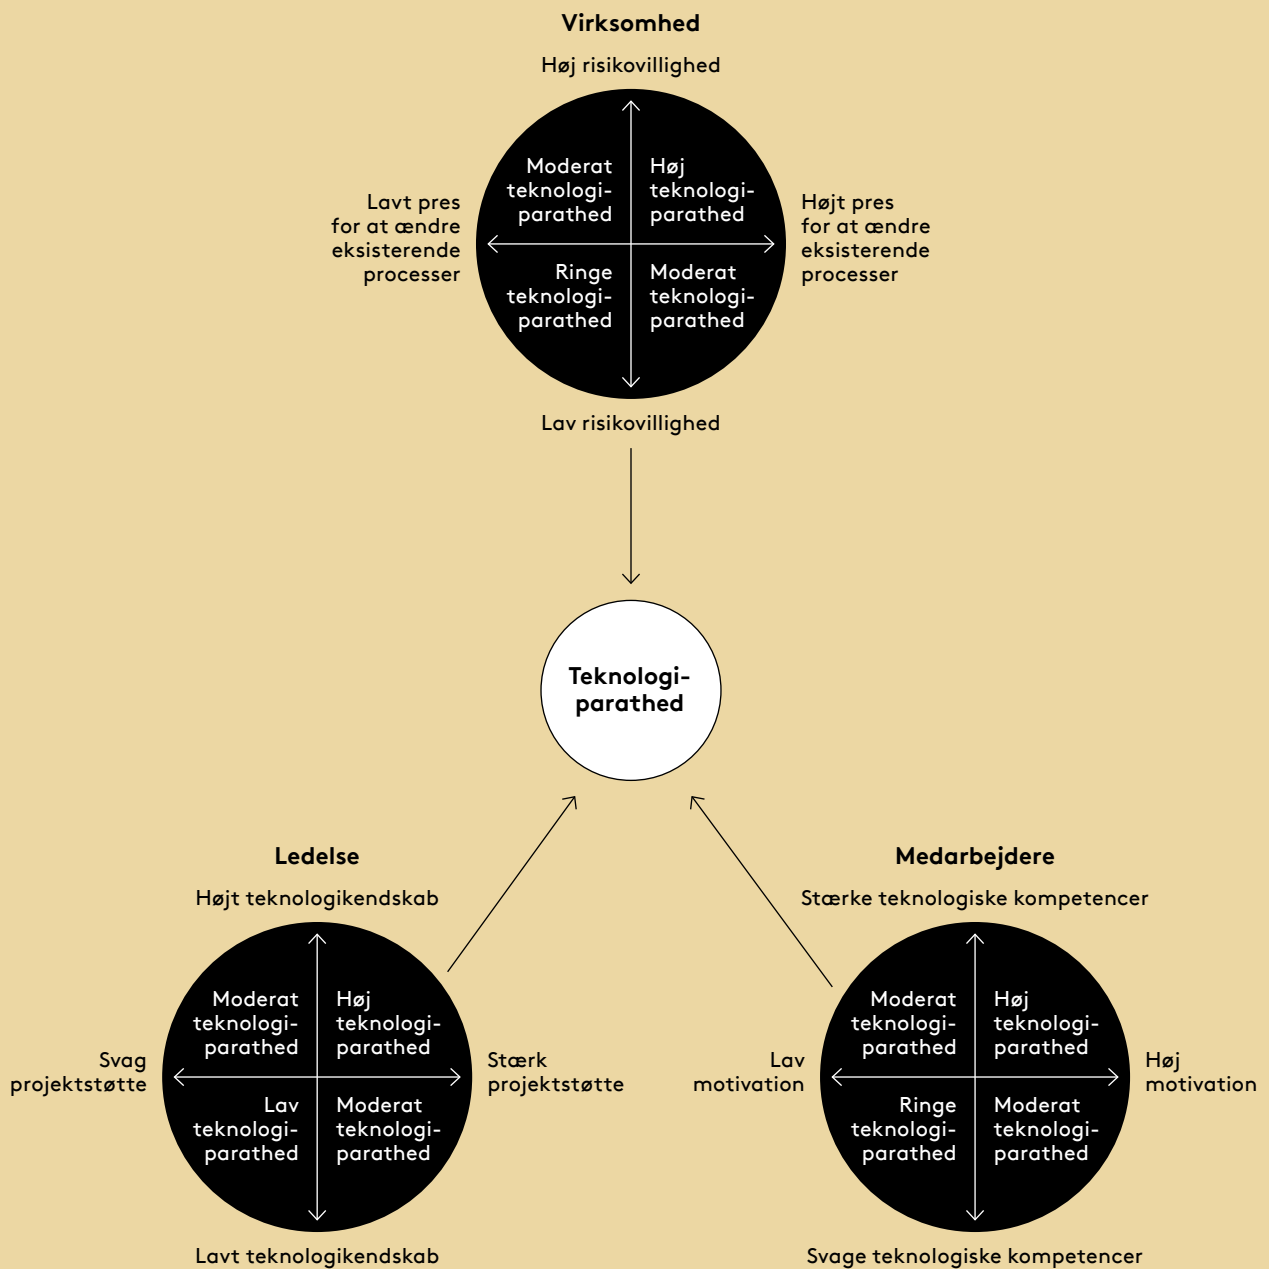 Virksomhed
Høj risikovillighed
Lavt pres
for at ændre
eksisterende
processer
Moderat
teknologi-
parathed
Høj
teknologi-
parathed
Højt pres
for at ændre
eksisterende
processer
Ringe
teknologi-
parathed
Moderat
teknologi-
parathed
Lav risikovillighed
Teknologi-
parathed
Ledelse
Højt teknologikendskab
Svag
projektstøtte
Moderat
teknologi-
parathed
Høj
teknologi-
parathed
Stærk
projektstøtte
Lav
teknologi-
parathed
Moderat
teknologi-
parathed
Lavt teknologikendskab
Medarbejdere
Stærke teknologiske kompetencer
Lav
motivation
Moderat
teknologi-
parathed
Høj
teknologi-
parathed
Høj
motivation
Ringe
teknologi-
parathed
Moderat
teknologi-
parathed
Svage teknologiske kompetencer